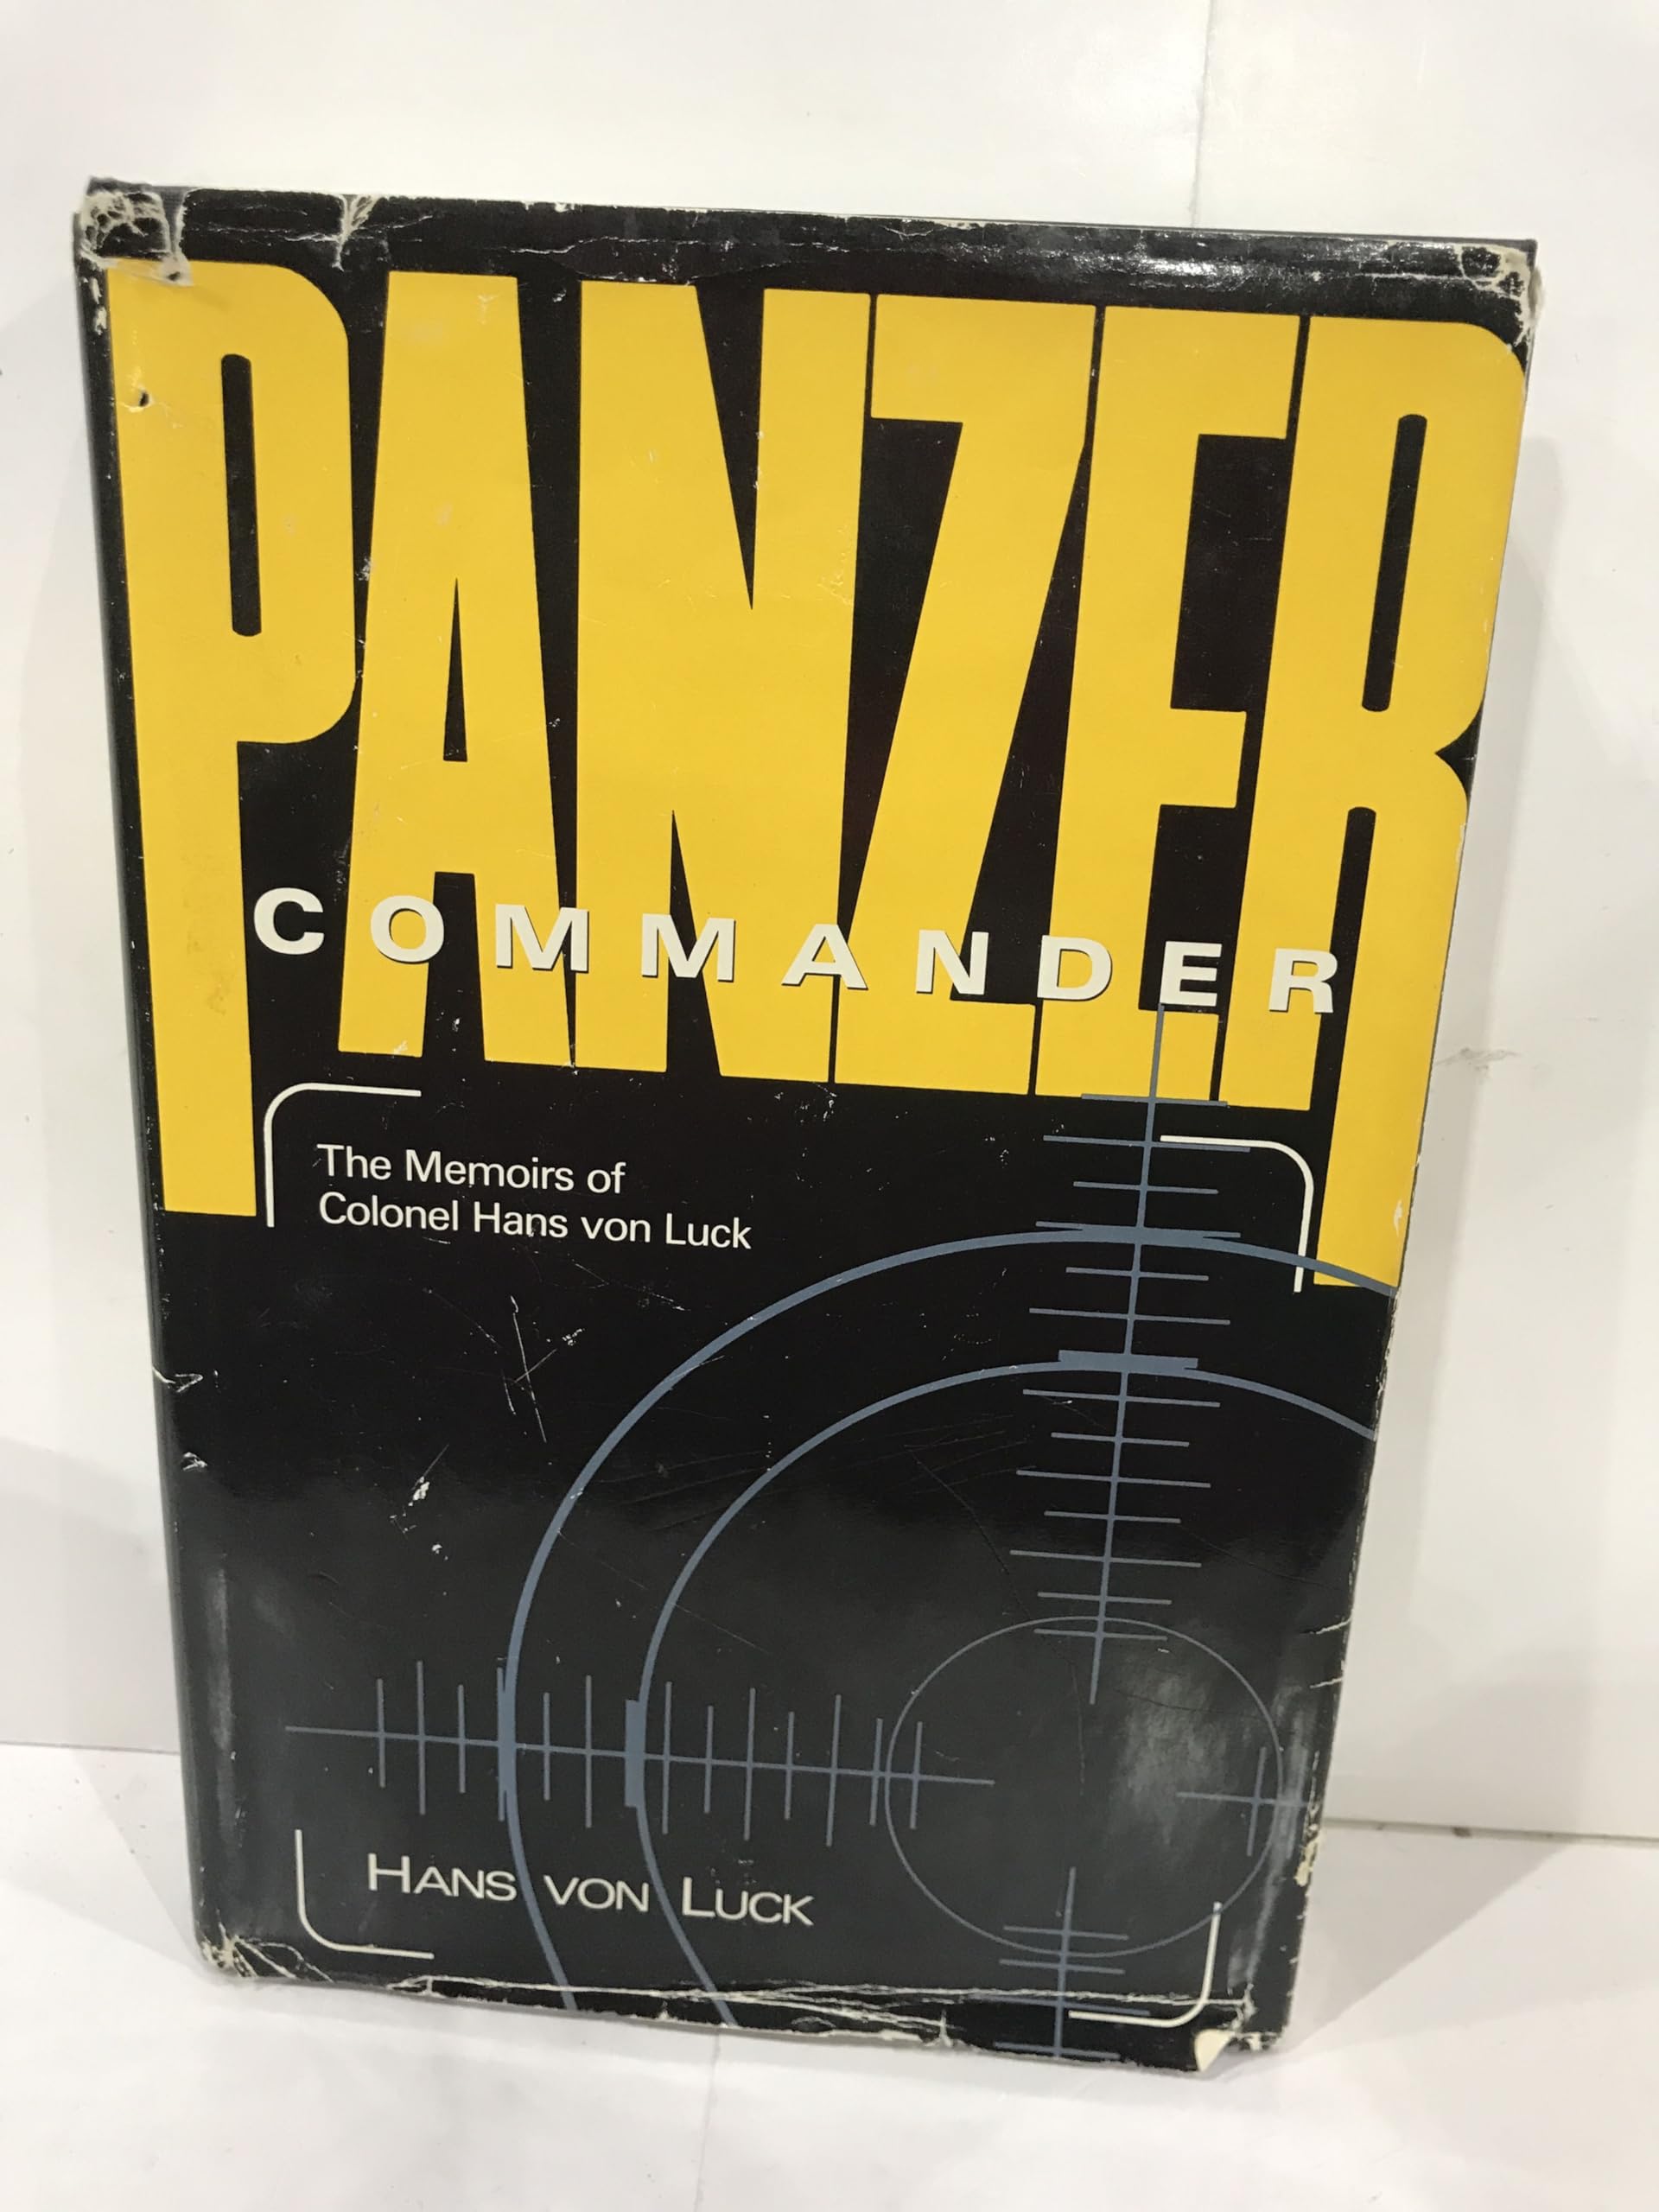 PANZER
COMMANDER
The Memoirs of
Colonel Hans von Luck
HANS VON LUCK